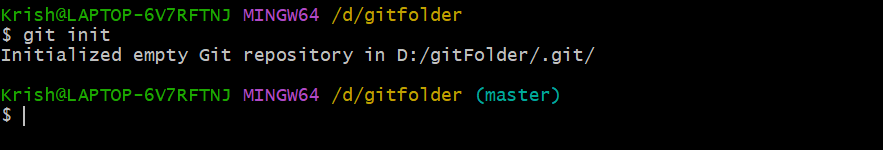 Krish@LAPTOP-6V7RFTNJ MINGW64 /d/gitfolder
$ git init
Initialized empty Git repository in D:/gitFolder/.git/
Krish@LAPTOP-6V7RFTNJ MINGW64 /d/gitfolder (master)
$